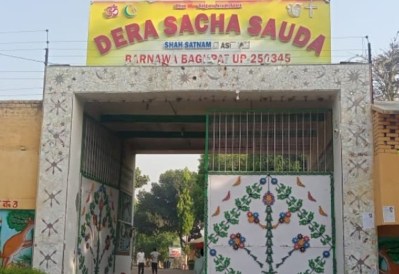 DERA SACHA SAUDA
SHAH SATNAM
BARNAWA BAGHPAT UP-250345